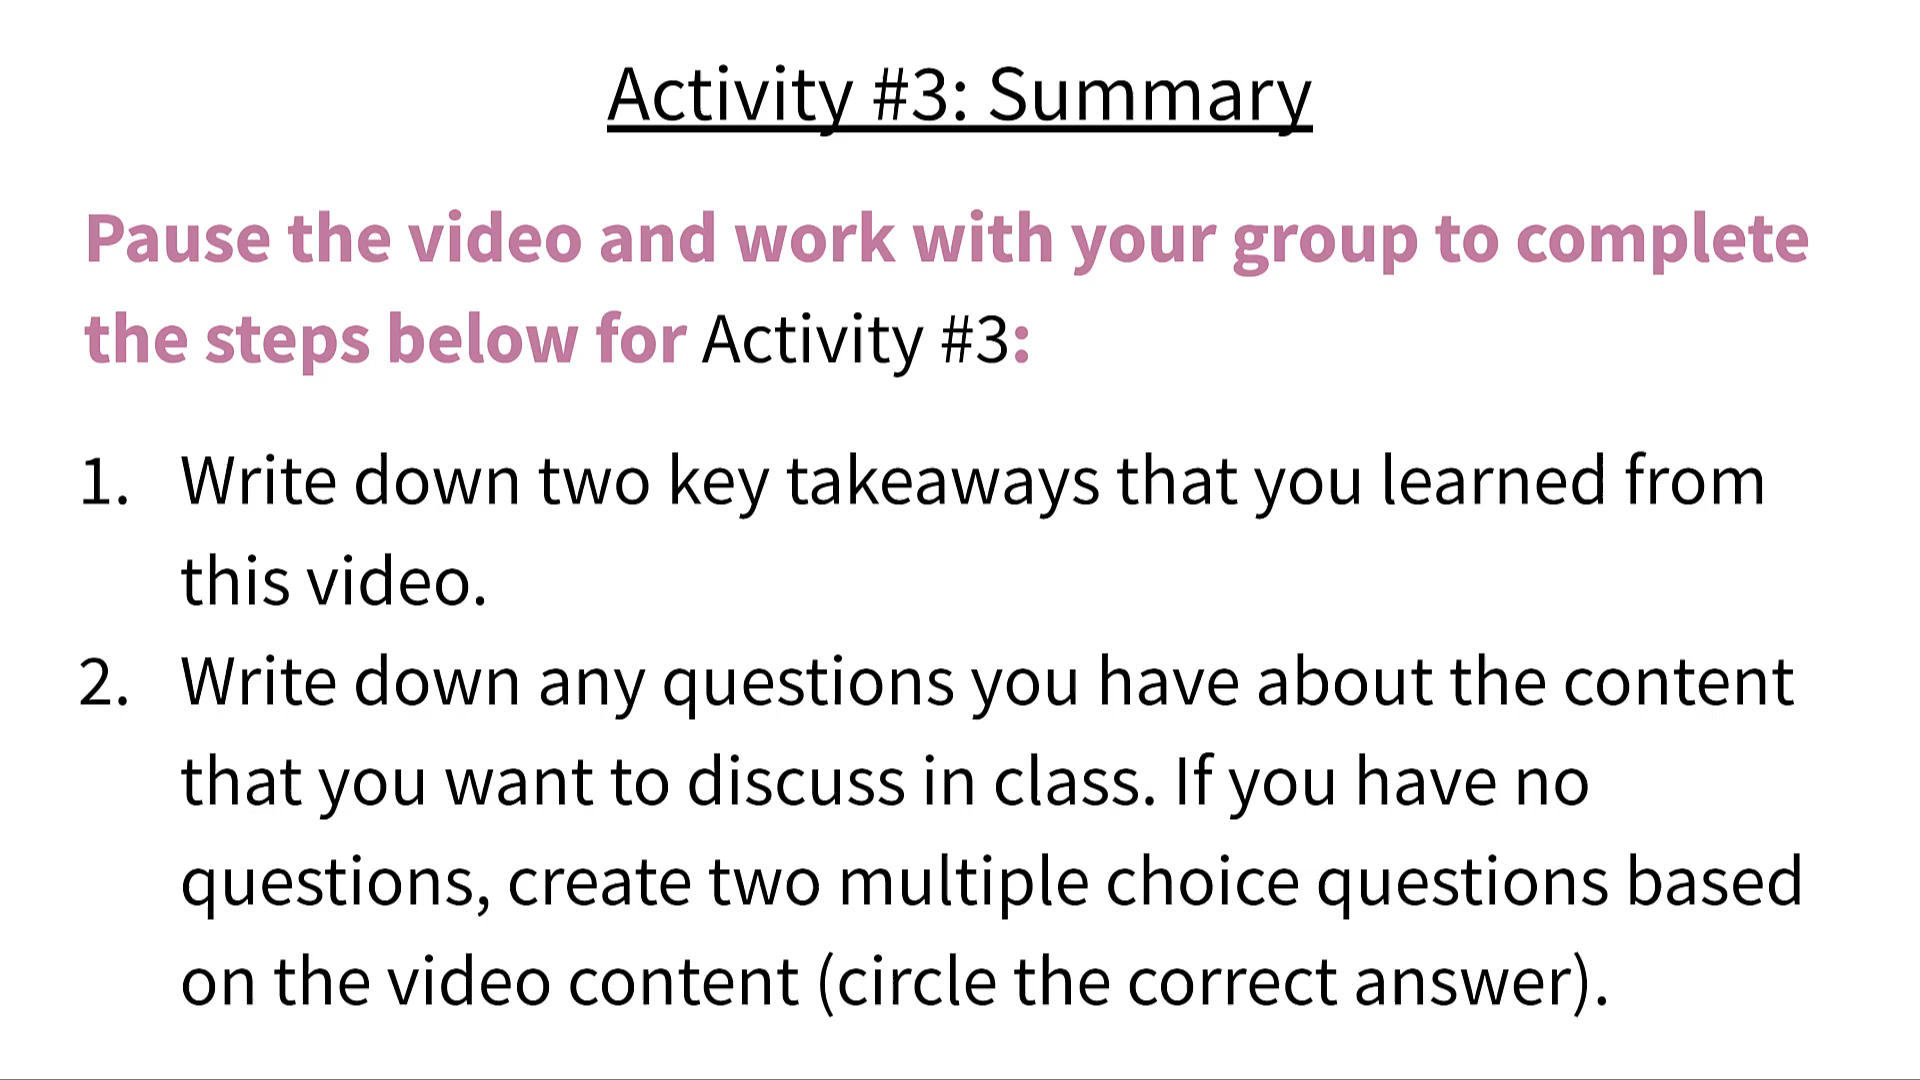 Activity #3: Summary
Pause the video and work with your group to complete
the steps below for Activity #3:
1. Write down two key takeaways that you learned from
this video.
2. Write down any questions you have about the content
that you want to discuss in class. If you have no
questions, create two multiple choice questions based
on the video content (circle the correct answer).